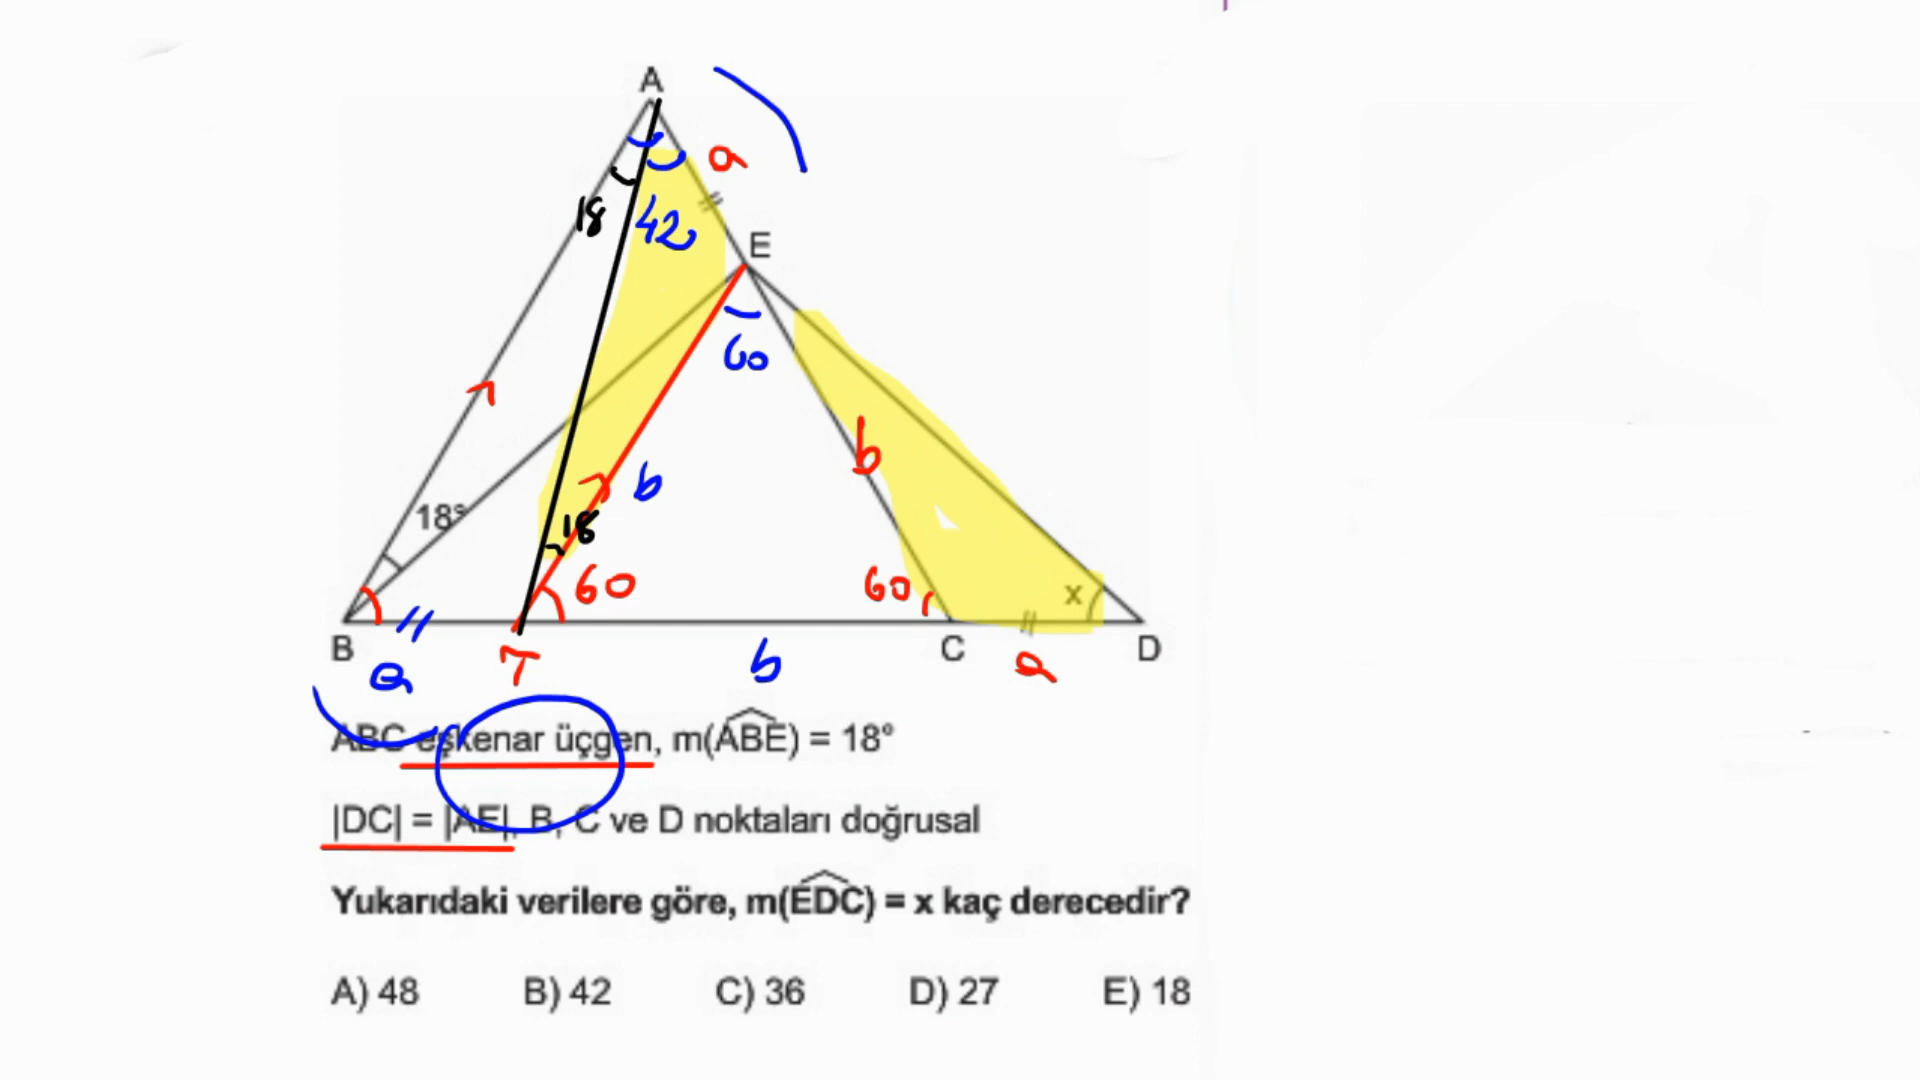 A
a
18
42
E
60
b
b
18°
18
60
60
x
B
T
C
D
a
b
a
ABC eşkenar üçgen, m(ABE) = 18°
|DC| = |AE|, B, C ve D noktaları doğrusal
Yukarıdaki verilere göre, m(EDC) = x kaç derecedir?
A) 48 B) 42 C) 36 D) 27 E) 18